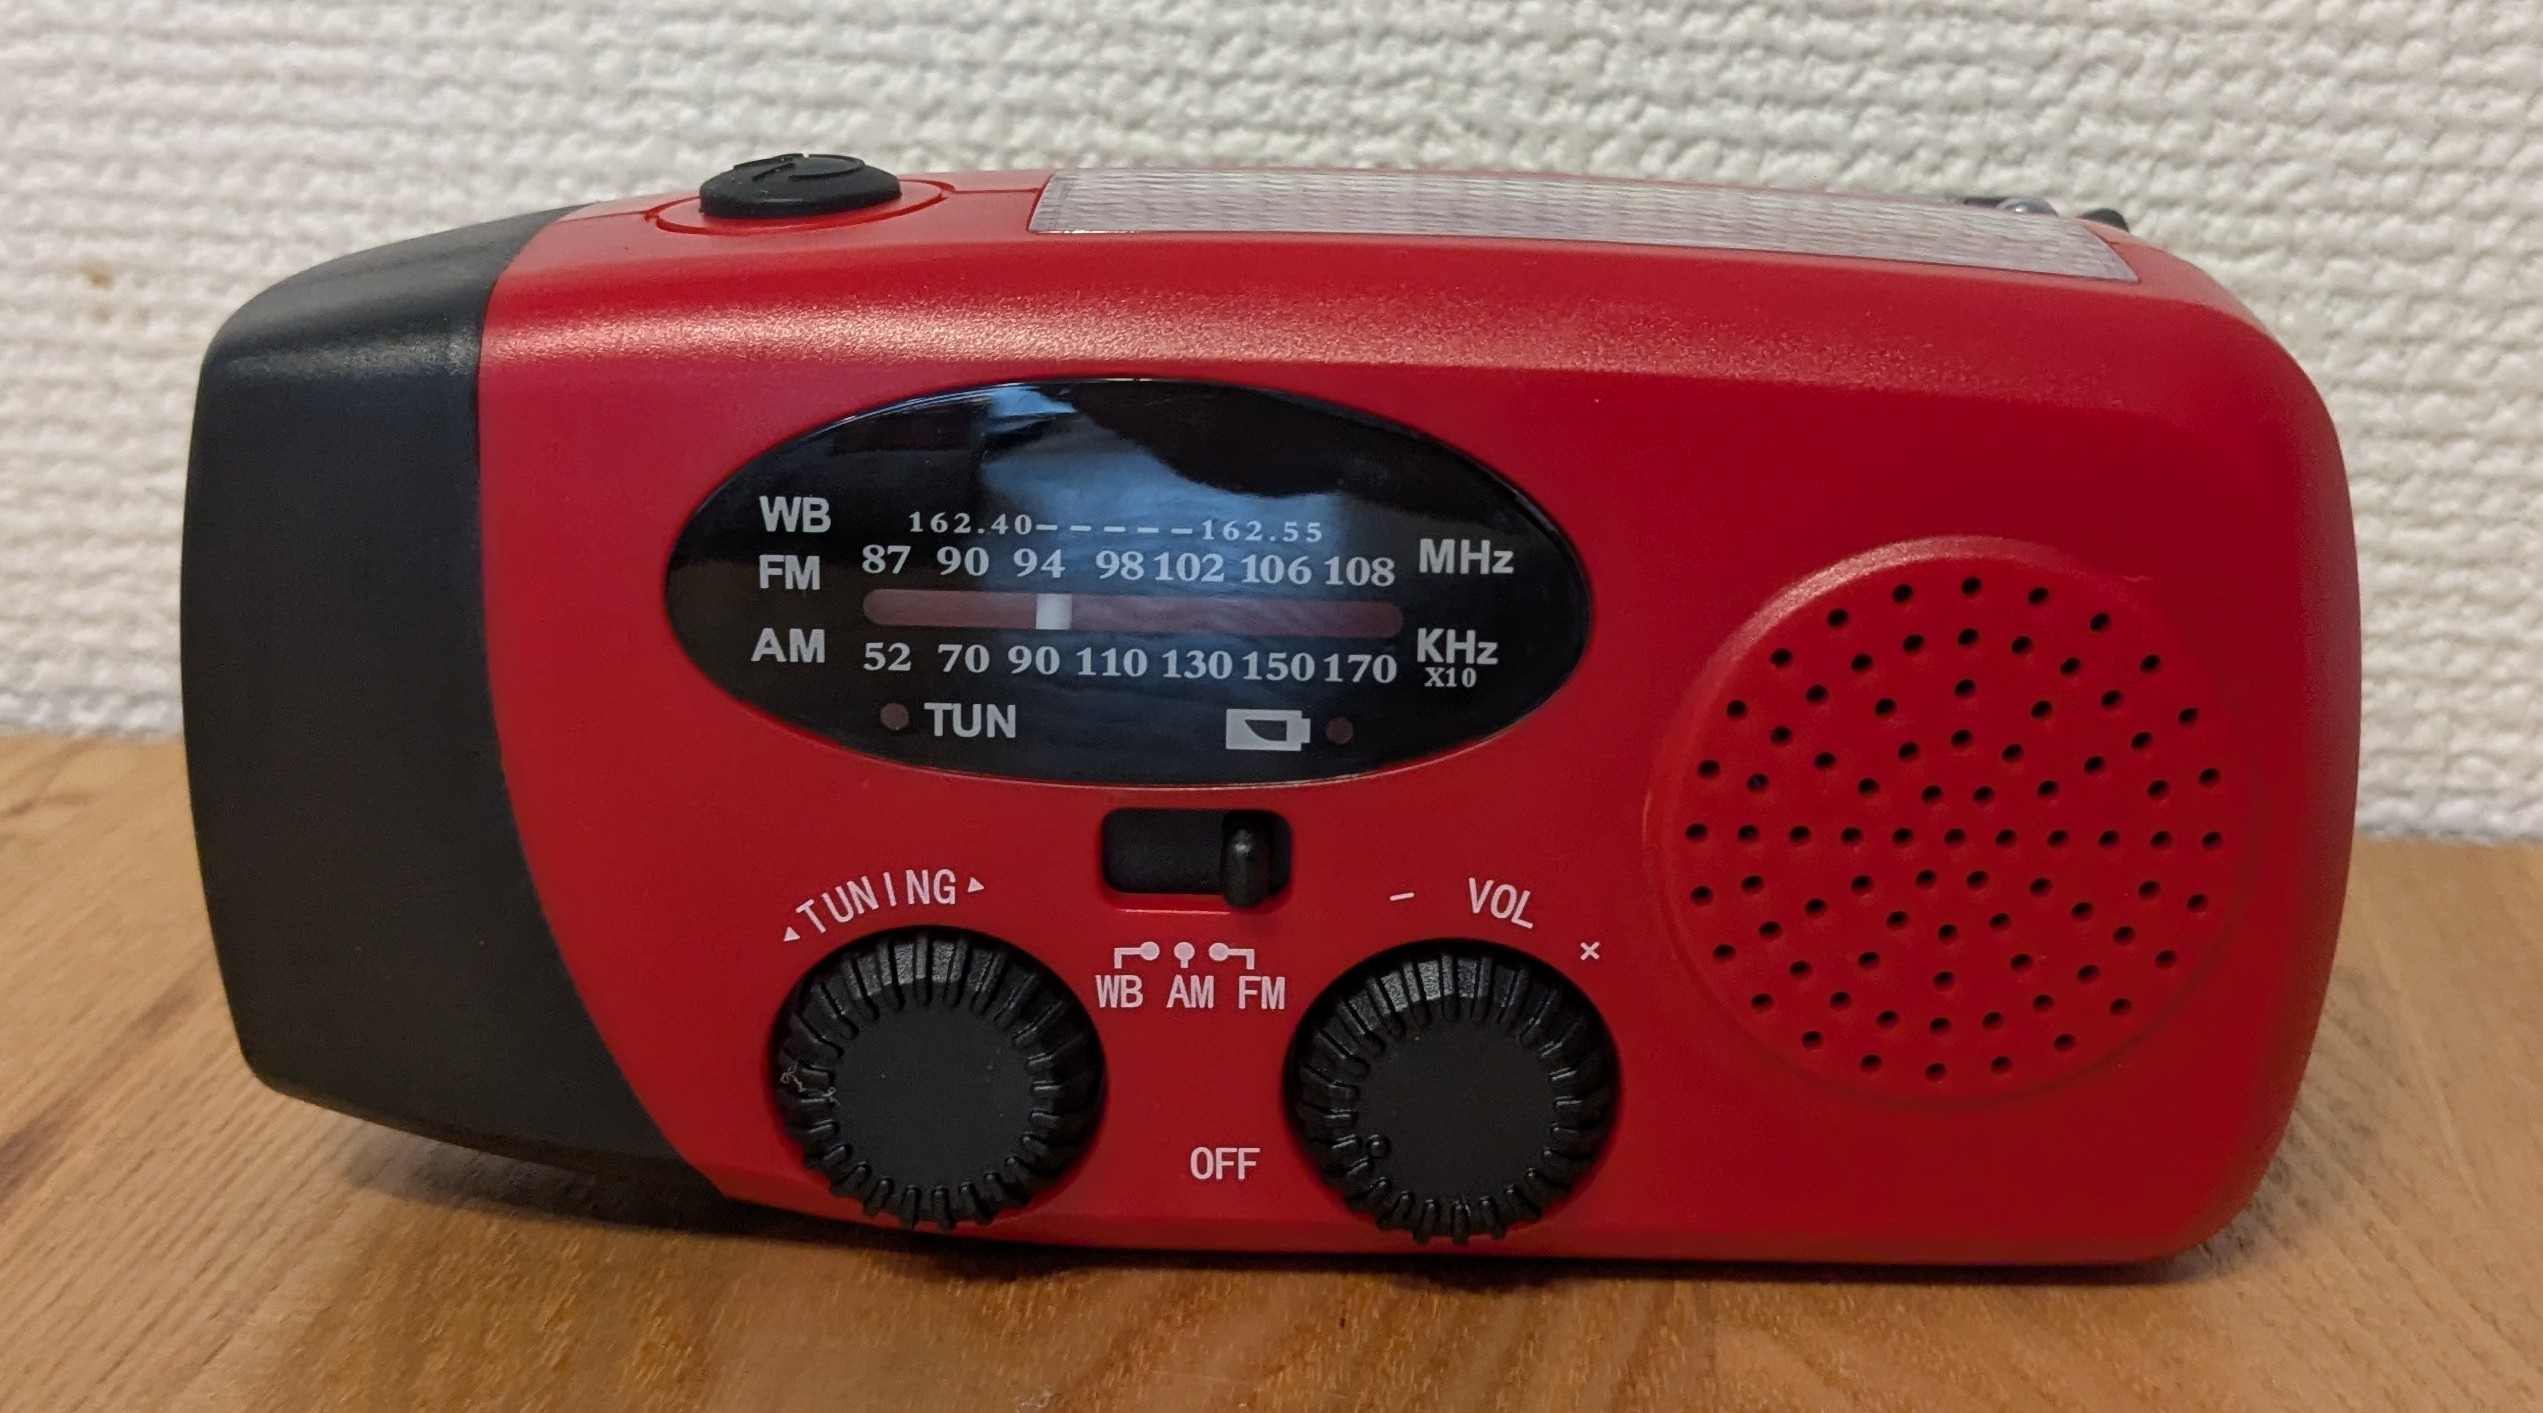 WB 162.40-----162.55
FM 87 90 94 98 102 106 108 MHz
AM 52 70 90 110 130 150 170 KHz
X10
TUN
TUNING
- VOL +
WB AM FM
OFF